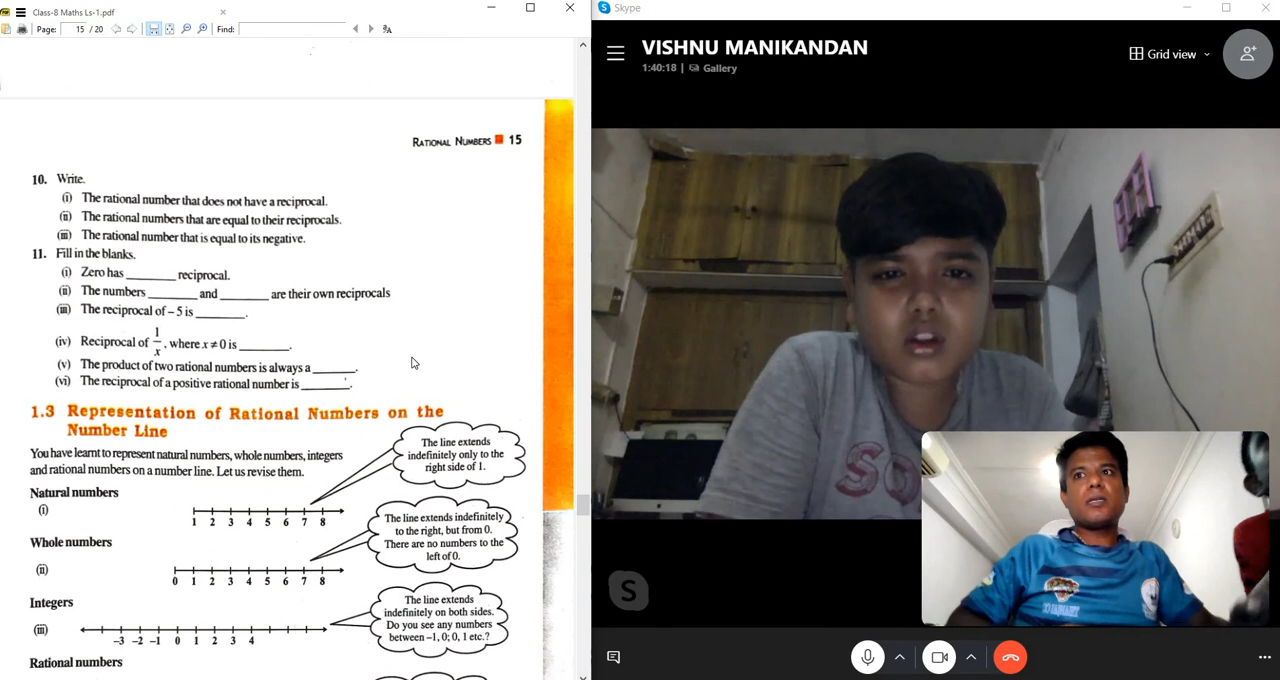 Class-8 Maths Ls-1.pdf
Page: 15 / 20 Find:
RATIONAL NUMBERS 15
10. Write.
(i) The rational number that does not have a reciprocal.
(ii) The rational numbers that are equal to their reciprocals.
(iii) The rational number that is equal to its negative.
11. Fill in the blanks.
(i) Zero has ________ reciprocal.
(ii) The numbers ________ and ________ are their own reciprocals
(iii) The reciprocal of – 5 is ________.
(iv) Reciprocal of 1/x, where x ≠ 0 is ________.
(v) The product of two rational numbers is always a _______.
(vi) The reciprocal of a positive rational number is ________.
1.3 Representation of Rational Numbers on the
Number Line
You have learnt to represent natural numbers, whole numbers, integers
and rational numbers on a number line. Let us revise them.
The line extends
indefinitely only to the
right side of 1.
Natural numbers
(i)
1 2 3 4 5 6 7 8
The line extends indefinitely
to the right, but from 0.
There are no numbers to the
left of 0.
Whole numbers
(ii)
0 1 2 3 4 5 6 7 8
The line extends
indefinitely on both sides.
Do you see any numbers
between –1, 0; 0, 1 etc.?
Integers
(iii)
–3 –2 –1 0 1 2 3 4
Rational numbers
Skype
VISHNU MANIKANDAN
1:40:18 | Gallery
Grid view
S